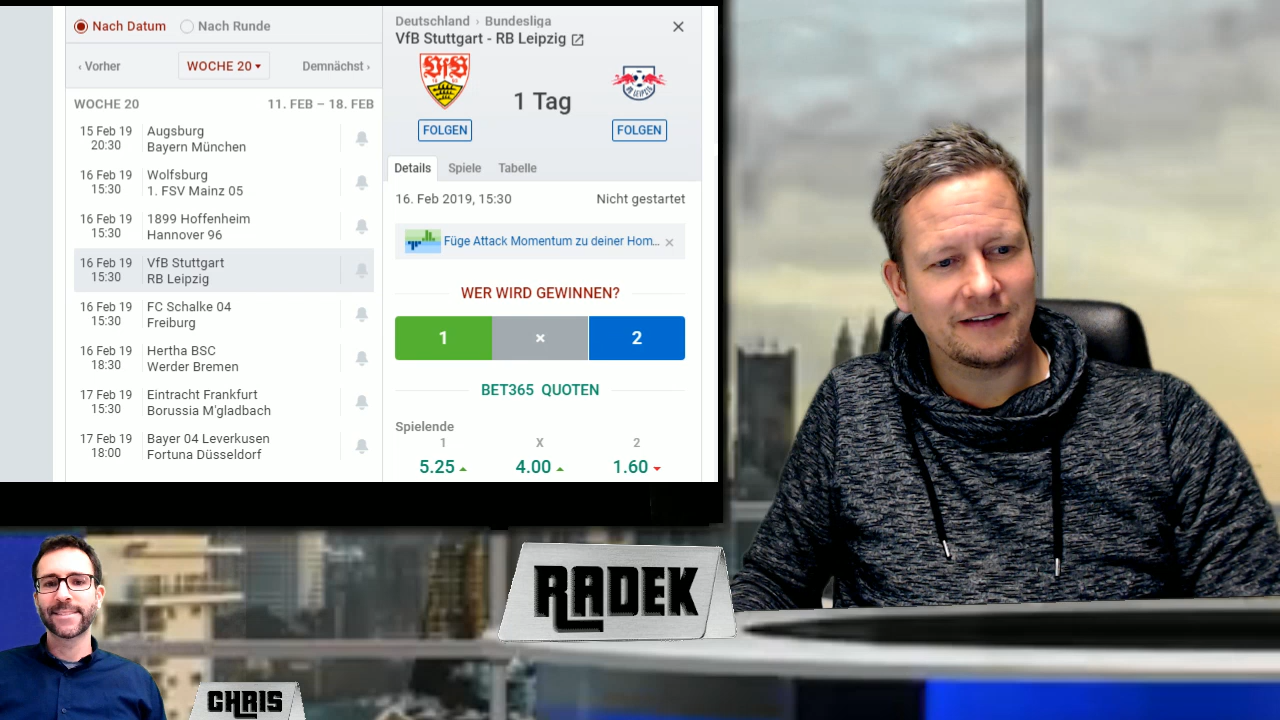 Nach Datum
Nach Runde
‹ Vorher
WOCHE 20
Demnächst ›
WOCHE 20
11. FEB – 18. FEB
15 Feb 19 Augsburg
20:30 Bayern München
16 Feb 19 Wolfsburg
15:30 1. FSV Mainz 05
16 Feb 19 1899 Hoffenheim
15:30 Hannover 96
16 Feb 19 VfB Stuttgart
15:30 RB Leipzig
16 Feb 19 FC Schalke 04
15:30 Freiburg
16 Feb 19 Hertha BSC
18:30 Werder Bremen
17 Feb 19 Eintracht Frankfurt
15:30 Borussia M'gladbach
17 Feb 19 Bayer 04 Leverkusen
18:00 Fortuna Düsseldorf
Deutschland › Bundesliga
VfB Stuttgart - RB Leipzig
VfB
RB LEIPZIG
1 Tag
FOLGEN
FOLGEN
Details Spiele Tabelle
16. Feb 2019, 15:30
Nicht gestartet
Füge Attack Momentum zu deiner Hom...
WER WIRD GEWINNEN?
1 × 2
BET365 QUOTEN
Spielende
1 X 2
5.25 4.00 1.60
RADEK
CHRIS